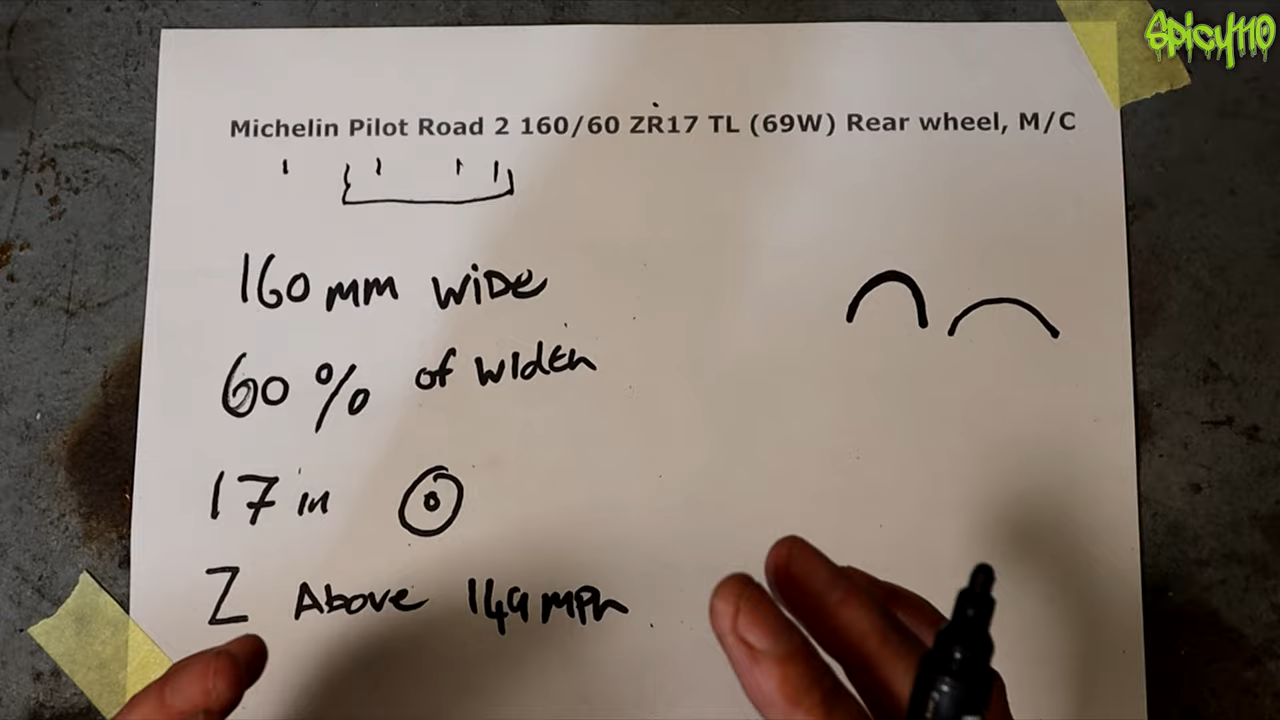 Spicy110
Michelin Pilot Road 2 160/60 ZR17 TL (69W) Rear wheel, M/C
160 mm wide
60 % of width
17 in
Z Above 149 mph